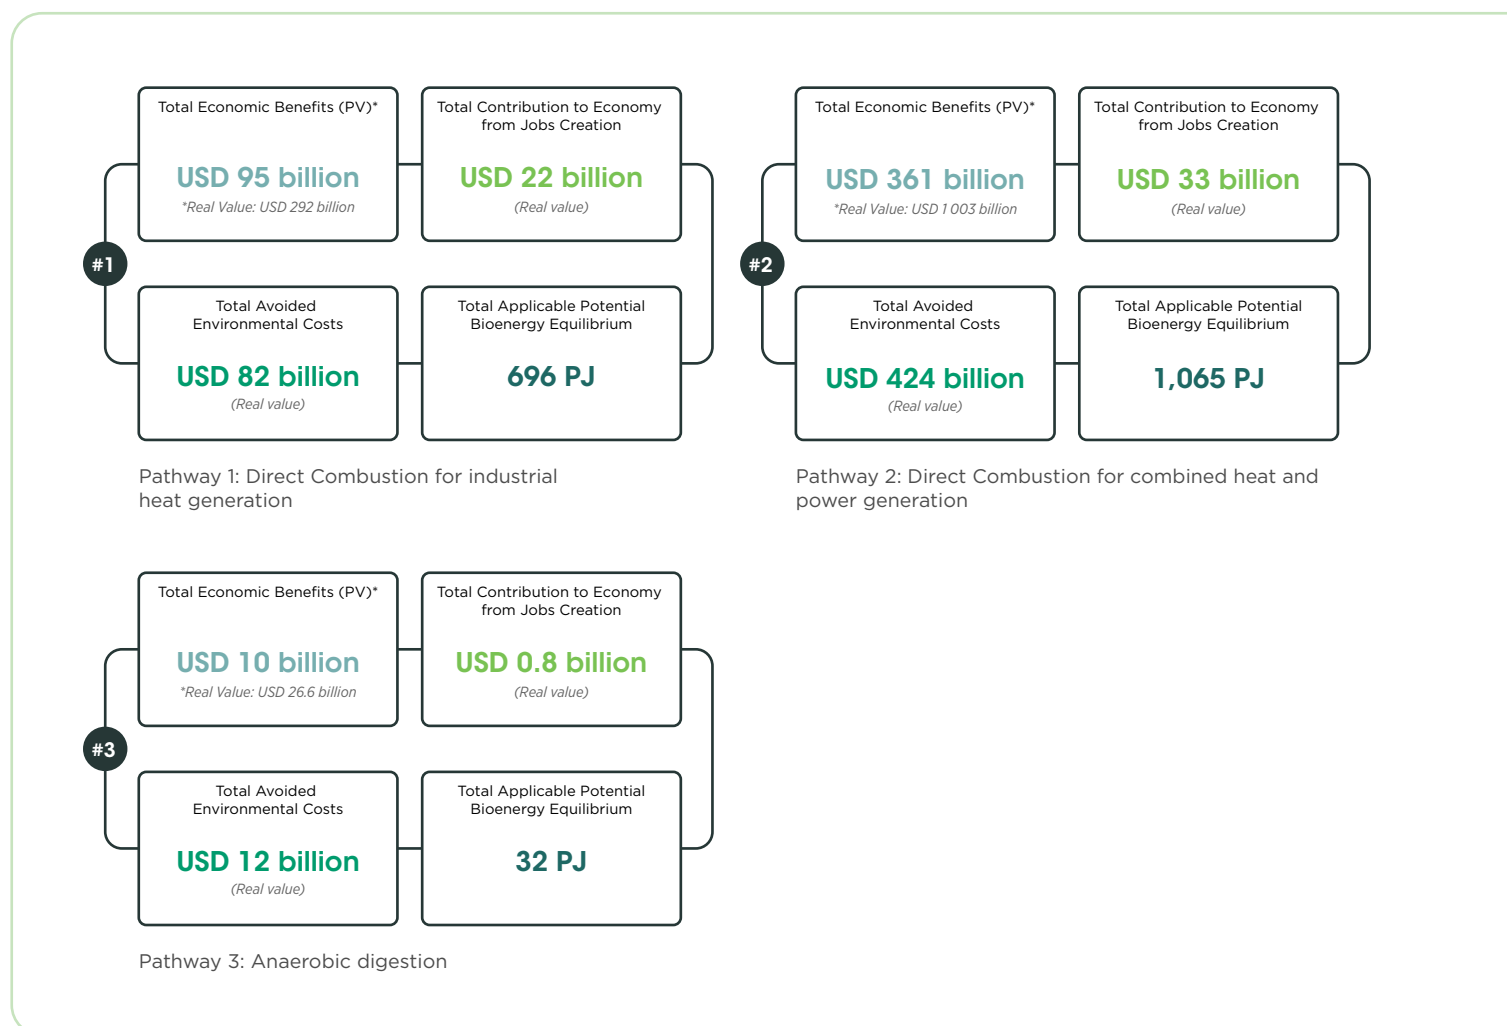 Total Economic Benefits (PV)*
USD 95 billion
*Real Value: USD 292 billion
Total Contribution to Economy
from Jobs Creation
USD 22 billion
(Real value)
#1
Total Avoided
Environmental Costs
USD 82 billion
(Real value)
Total Applicable Potential
Bioenergy Equilibrium
696 PJ
Pathway 1: Direct Combustion for industrial
heat generation
Total Economic Benefits (PV)*
USD 361 billion
*Real Value: USD 1 003 billion
Total Contribution to Economy
from Jobs Creation
USD 33 billion
(Real value)
#2
Total Avoided
Environmental Costs
USD 424 billion
(Real value)
Total Applicable Potential
Bioenergy Equilibrium
1,065 PJ
Pathway 2: Direct Combustion for combined heat and
power generation
Total Economic Benefits (PV)*
USD 10 billion
*Real Value: USD 26.6 billion
Total Contribution to Economy
from Jobs Creation
USD 0.8 billion
(Real value)
#3
Total Avoided
Environmental Costs
USD 12 billion
(Real value)
Total Applicable Potential
Bioenergy Equilibrium
32 PJ
Pathway 3: Anaerobic digestion